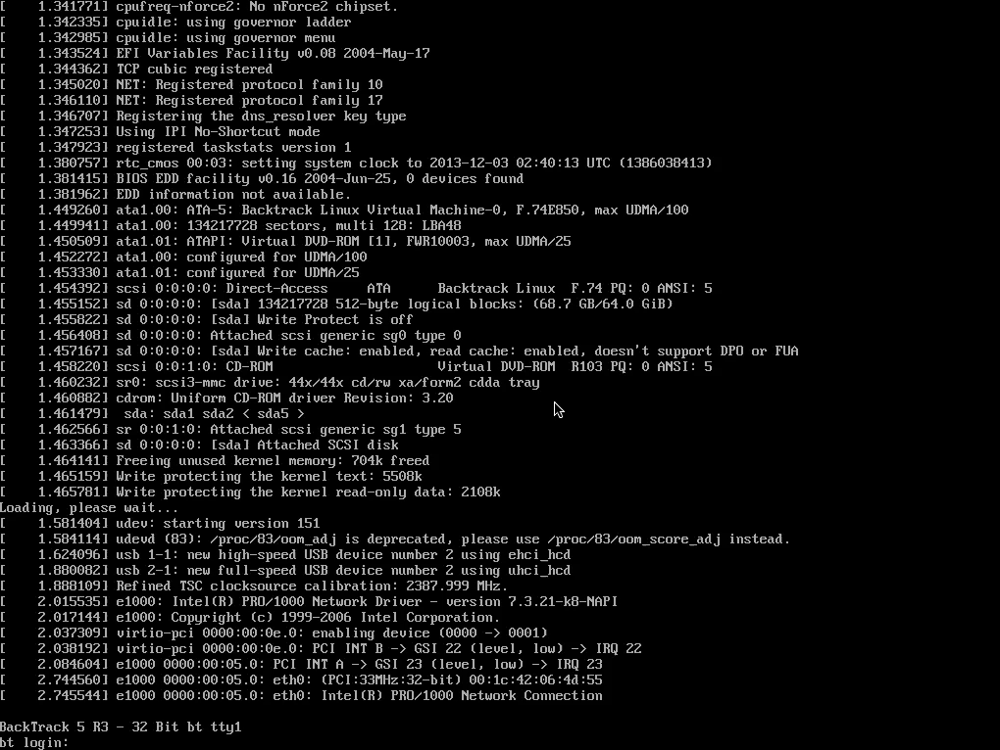 [    1.341771] cpufreq-nforce2: No nForce2 chipset.
[    1.342335] cpuidle: using governor ladder
[    1.342985] cpuidle: using governor menu
[    1.343524] EFI Variables Facility v0.08 2004-May-17
[    1.344362] TCP cubic registered
[    1.345020] NET: Registered protocol family 10
[    1.346110] NET: Registered protocol family 17
[    1.346707] Registering the dns_resolver key type
[    1.347253] Using IPI No-Shortcut mode
[    1.347923] registered taskstats version 1
[    1.380757] rtc_cmos 00:03: setting system clock to 2013-12-03 02:40:13 UTC (1386038413)
[    1.381415] BIOS EDD facility v0.16 2004-Jun-25, 0 devices found
[    1.381962] EDD information not available.
[    1.449260] ata1.00: ATA-5: Backtrack Linux Virtual Machine-0, F.74E850, max UDMA/100
[    1.449941] ata1.00: 134217728 sectors, multi 128: LBA48
[    1.450509] ata1.01: ATAPI: Virtual DVD-ROM [1], FWR10003, max UDMA/25
[    1.452272] ata1.00: configured for UDMA/100
[    1.453330] ata1.01: configured for UDMA/25
[    1.454392] scsi 0:0:0:0: Direct-Access     ATA      Backtrack Linux  F.74 PQ: 0 ANSI: 5
[    1.455152] sd 0:0:0:0: [sda] 134217728 512-byte logical blocks: (68.7 GB/64.0 GiB)
[    1.455822] sd 0:0:0:0: [sda] Write Protect is off
[    1.456408] sd 0:0:0:0: Attached scsi generic sg0 type 0
[    1.457167] sd 0:0:0:0: [sda] Write cache: enabled, read cache: enabled, doesn't support DPO or FUA
[    1.458220] scsi 0:0:1:0: CD-ROM                     Virtual DVD-ROM  R103 PQ: 0 ANSI: 5
[    1.460232] sr0: scsi3-mmc drive: 44x/44x cd/rw xa/form2 cdda tray
[    1.460882] cdrom: Uniform CD-ROM driver Revision: 3.20
[    1.461479]  sda: sda1 sda2 < sda5 >
[    1.462566] sr 0:0:1:0: Attached scsi generic sg1 type 5
[    1.463366] sd 0:0:0:0: [sda] Attached SCSI disk
[    1.464141] Freeing unused kernel memory: 704k freed
[    1.465159] Write protecting the kernel text: 5508k
[    1.465781] Write protecting the kernel read-only data: 2108k
Loading, please wait...
[    1.581404] udev: starting version 151
[    1.584114] udevd (83): /proc/83/oom_adj is deprecated, please use /proc/83/oom_score_adj instead.
[    1.624096] usb 1-1: new high-speed USB device number 2 using ehci_hcd
[    1.880082] usb 2-1: new full-speed USB device number 2 using uhci_hcd
[    1.888109] Refined TSC clocksource calibration: 2387.999 MHz.
[    2.015535] e1000: Intel(R) PRO/1000 Network Driver - version 7.3.21-k8-NAPI
[    2.017144] e1000: Copyright (c) 1999-2006 Intel Corporation.
[    2.037309] virtio-pci 0000:00:0e.0: enabling device (0000 -> 0001)
[    2.038192] virtio-pci 0000:00:0e.0: PCI INT B -> GSI 22 (level, low) -> IRQ 22
[    2.084604] e1000 0000:00:05.0: PCI INT A -> GSI 23 (level, low) -> IRQ 23
[    2.744560] e1000 0000:00:05.0: eth0: (PCI:33MHz:32-bit) 00:1c:42:06:4d:55
[    2.745544] e1000 0000:00:05.0: eth0: Intel(R) PRO/1000 Network Connection
BackTrack 5 R3 - 32 Bit bt tty1
bt login: